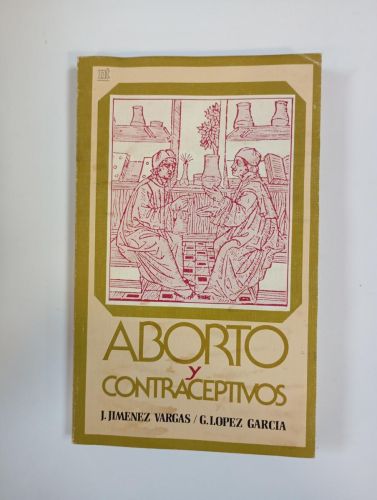 ABORTO
y
CONTRACEPTIVOS
J. JIMENEZ VARGAS / G. LOPEZ GARCIA